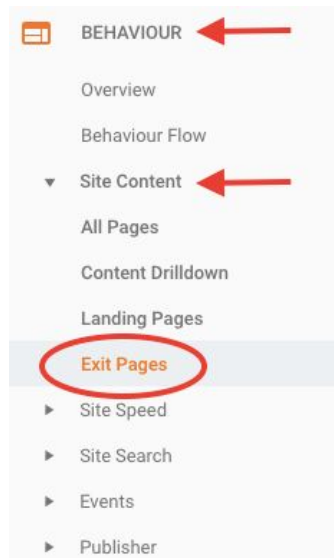 BEHAVIOUR
Overview
Behaviour Flow
Site Content
All Pages
Content Drilldown
Landing Pages
Exit Pages
Site Speed
Site Search
Events
Publisher